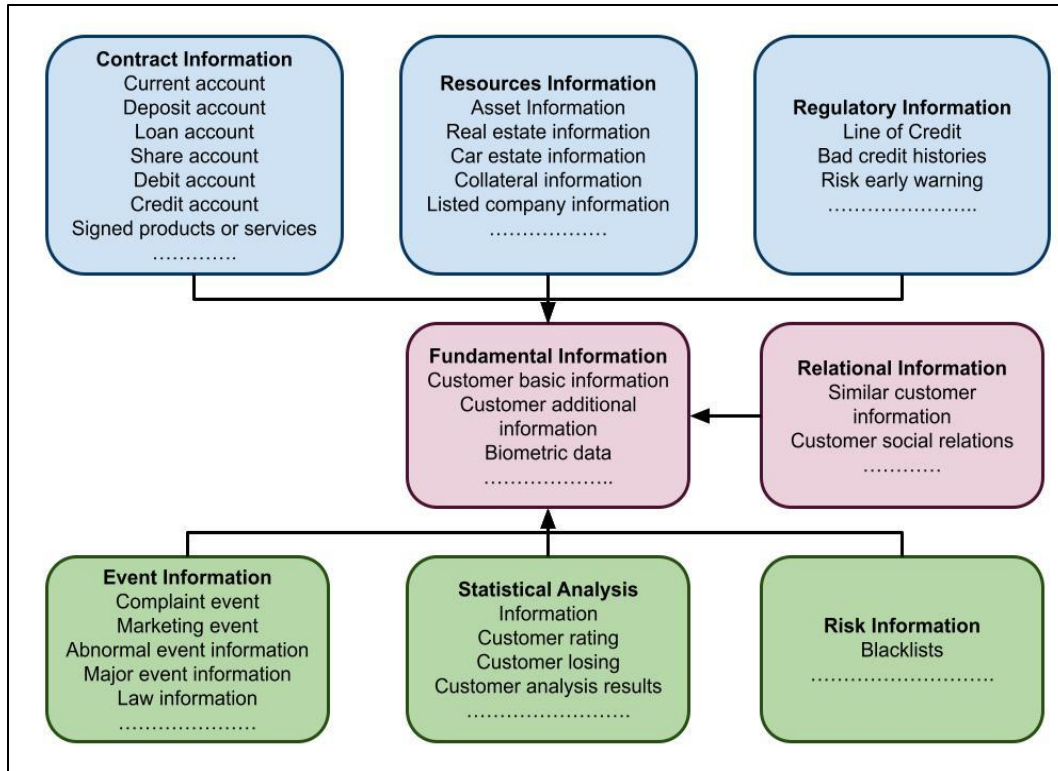 Contract Information
Current account
Deposit account
Loan account
Share account
Debit account
Credit account
Signed products or services
………….
Resources Information
Asset Information
Real estate information
Car estate information
Collateral information
Listed company information
………………
Regulatory Information
Line of Credit
Bad credit histories
Risk early warning
…………………..
Fundamental Information
Customer basic information
Customer additional
information
Biometric data
………………..
Relational Information
Similar customer
information
Customer social relations
…………
Event Information
Complaint event
Marketing event
Abnormal event information
Major event information
Law information
…………………
Statistical Analysis
Information
Customer rating
Customer losing
Customer analysis results
…………………….
Risk Information
Blacklists
……………………….